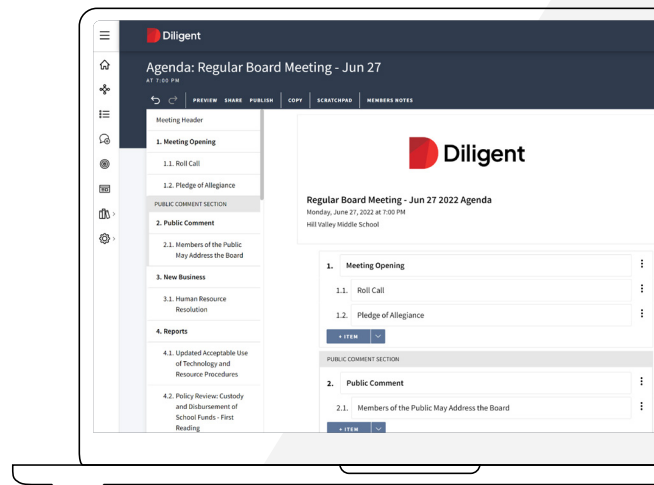 Diligent
Agenda: Regular Board Meeting - Jun 27
AT 7:00 PM
PREVIEW SHARE PUBLISH COPY SCRATCHPAD MEMBERS NOTES
Meeting Header
1. Meeting Opening
1.1. Roll Call
1.2. Pledge of Allegiance
PUBLIC COMMENT SECTION
2. Public Comment
2.1. Members of the Public
May Address the Board
3. New Business
3.1. Human Resource
Resolution
4. Reports
4.1. Updated Acceptable Use
of Technology and
Resource Procedures
4.2. Policy Review: Custody
and Disbursement of
School Funds - First
Reading
Diligent
Regular Board Meeting - Jun 27 2022 Agenda
Monday, June 27, 2022 at 7:00 PM
Hill Valley Middle School
1. Meeting Opening
1.1. Roll Call
1.2. Pledge of Allegiance
+ ITEM
PUBLIC COMMENT SECTION
2. Public Comment
2.1. Members of the Public May Address the Board
+ ITEM